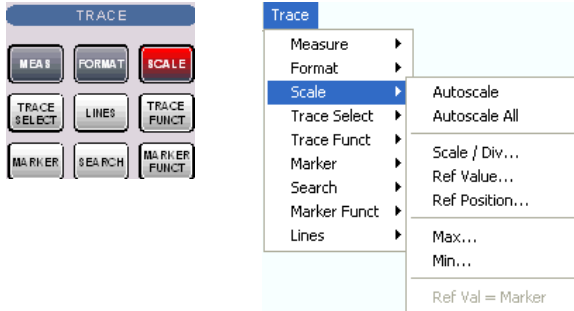 TRACE
MEAS
FORMAT
SCALE
TRACE
SELECT
LINES
TRACE
FUNCT
MARKER
SEARCH
MARKER
FUNCT
Trace
Measure
Format
Scale
Trace Select
Trace Funct
Marker
Search
Marker Funct
Lines
Autoscale
Autoscale All
Scale / Div...
Ref Value...
Ref Position...
Max...
Min...
Ref Val = Marker